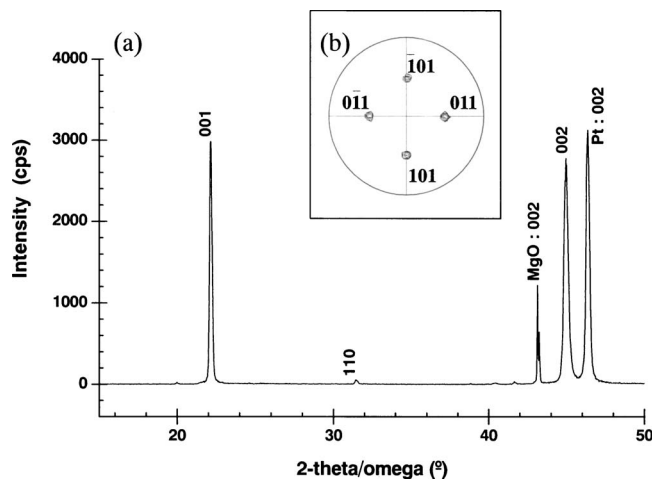 (a)
(b)
1̅01
01̅1
011
101
4000
3000
2000
1000
0
Intensity (cps)
001
110
MgO : 002
002
Pt : 002
20
30
40
50
2-theta/omega (º)